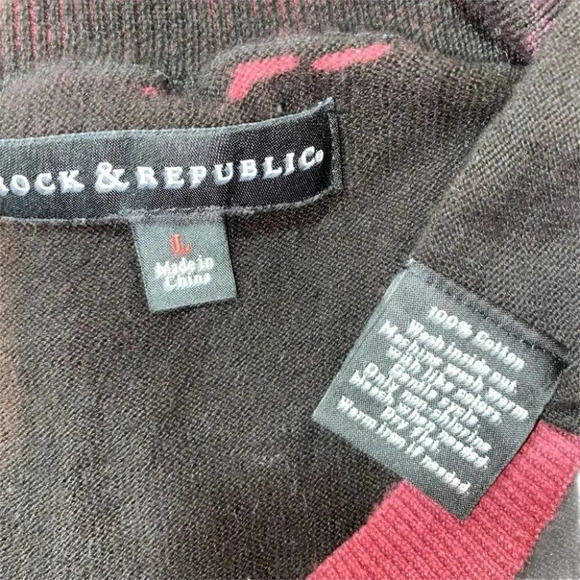 ROCK & REPUBLIC®
L
Made in
China
100% Cotton
Wash inside out
Machine wash warm
with like colors.
Gentle cycle.
Only non chlorine
bleach when needed.
Dry flat.
Warm iron if needed.